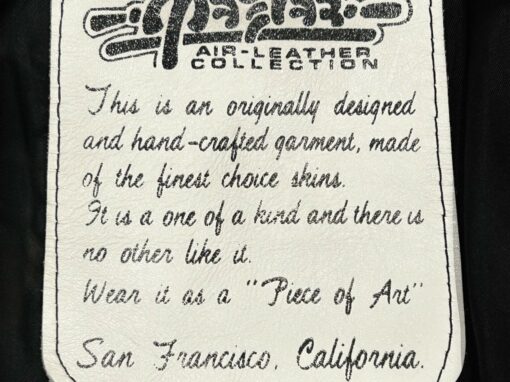 AIR-LEATHER
COLLECTION
This is an originally designed
and hand-crafted garment, made
of the finest choice skins.
It is a one of a kind and there is
no other like it.
Wear it as a "Piece of Art"
San Francisco, California.